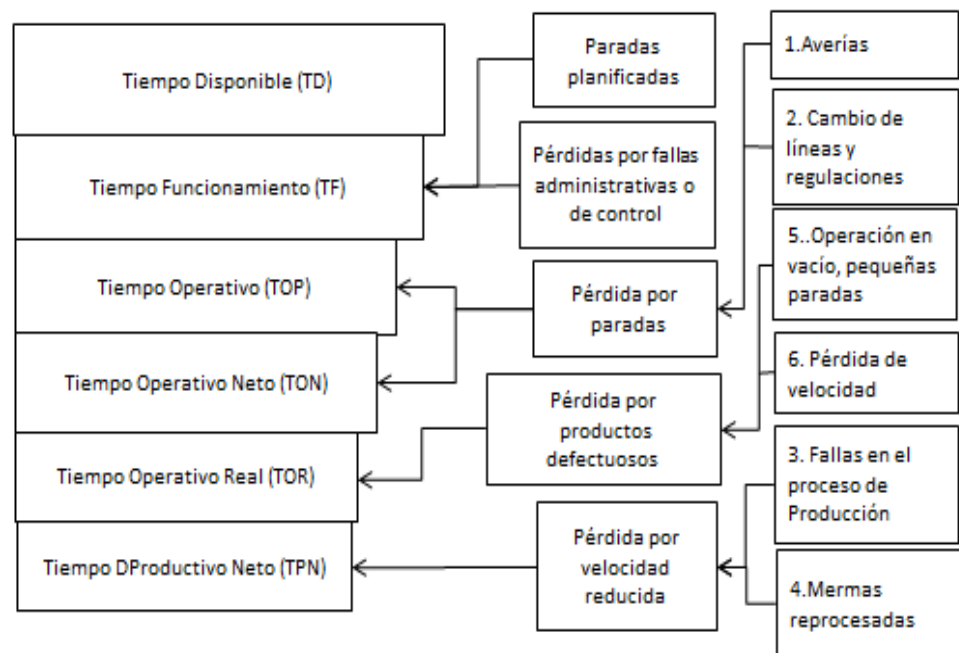 Tiempo Disponible (TD)
Tiempo Funcionamiento (TF)
Tiempo Operativo (TOP)
Tiempo Operativo Neto (TON)
Tiempo Operativo Real (TOR)
Tiempo DProductivo Neto (TPN)
Paradas
planificadas
Pérdidas por fallas
administrativas o
de control
Pérdida por
paradas
Pérdida por
productos
defectuosos
Pérdida por
velocidad
reducida
1.Averías
2. Cambio de
líneas y
regulaciones
5..Operación en
vacío, pequeñas
paradas
6. Pérdida de
velocidad
3. Fallas en el
proceso de
Producción
4.Mermas
reprocesadas